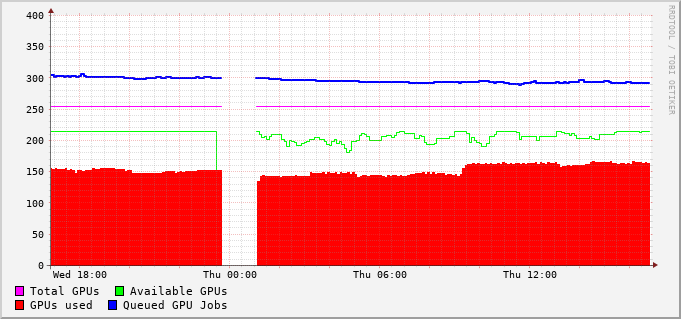 400
350
300
250
200
150
100
50
0
Wed 18:00 Thu 00:00 Thu 06:00 Thu 12:00
Total GPUs Available GPUs
GPUs used Queued GPU Jobs
RRDTOOL / TOBI OETIKER